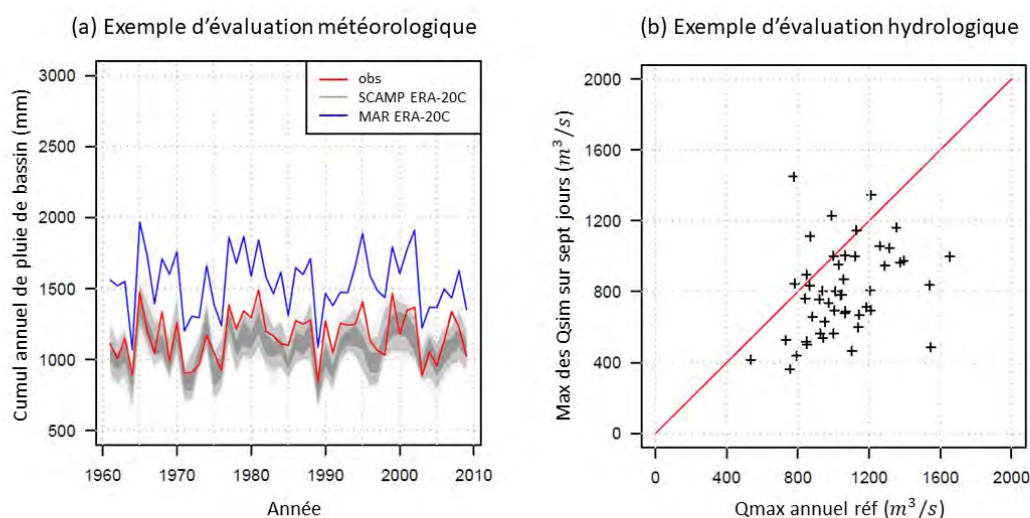 (a) Exemple d'évaluation météorologique
Cumul annuel de pluie de bassin (mm)
3000
2500
2000
1500
1000
500
obs
SCAMP ERA-20C
MAR ERA-20C
1960 1970 1980 1990 2000 2010
Année
(b) Exemple d'évaluation hydrologique
Max des Qsim sur sept jours (m³/s)
2000
1600
1200
800
400
0
0 400 800 1200 1600 2000
Qmax annuel réf (m³/s)